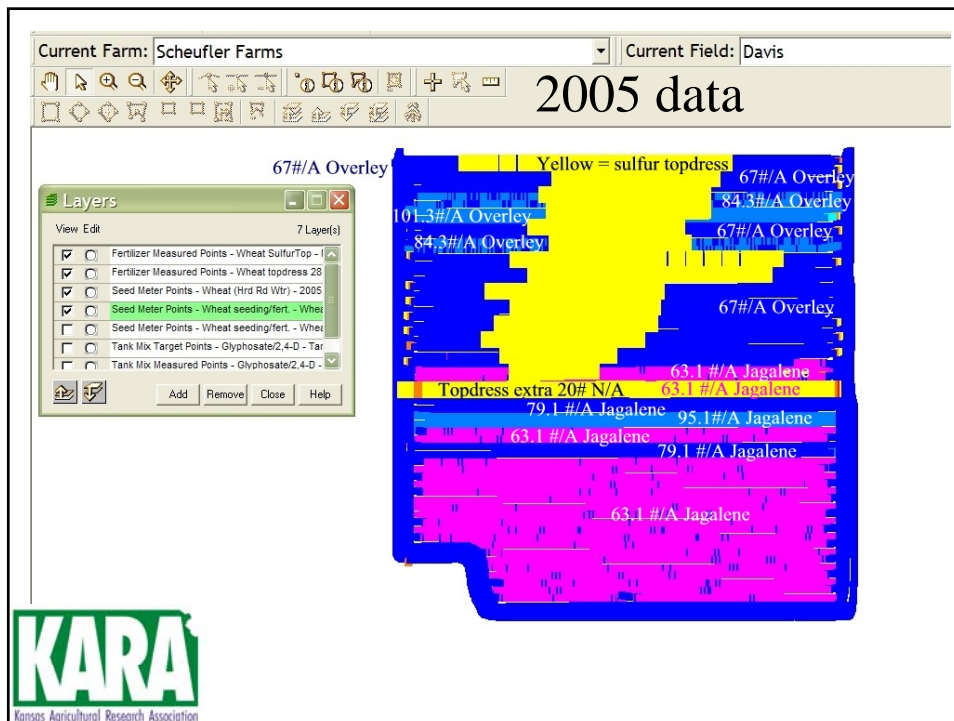 Current Farm: Scheufler Farms Current Field: Davis
2005 data
67#/A Overley
Yellow = sulfur topdress
67#/A Overley
84.3#/A Overley
101.3#/A Overley
67#/A Overley
84.3#/A Overley
67#/A Overley
63.1 #/A Jagalene
Topdress extra 20# N/A 63.1 #/A Jagalene
79.1 #/A Jagalene
95.1#/A Jagalene
63.1 #/A Jagalene
79.1 #/A Jagalene
63.1 #/A Jagalene
Layers
View Edit 7 Layer(s)
Fertilizer Measured Points - Wheat SulfurTop -
Fertilizer Measured Points - Wheat topdress 28
Seed Meter Points - Wheat (Hrd Rd Wtr) - 2005
Seed Meter Points - Wheat seeding/fert. - Whea
Seed Meter Points - Wheat seeding/fert. - Whea
Tank Mix Target Points - Glyphosate/2,4-D - Tar
Tank Mix Measured Points - Glyphosate/2,4-D -
Add Remove Close Help
KARA
Kansas Agricultural Research Association